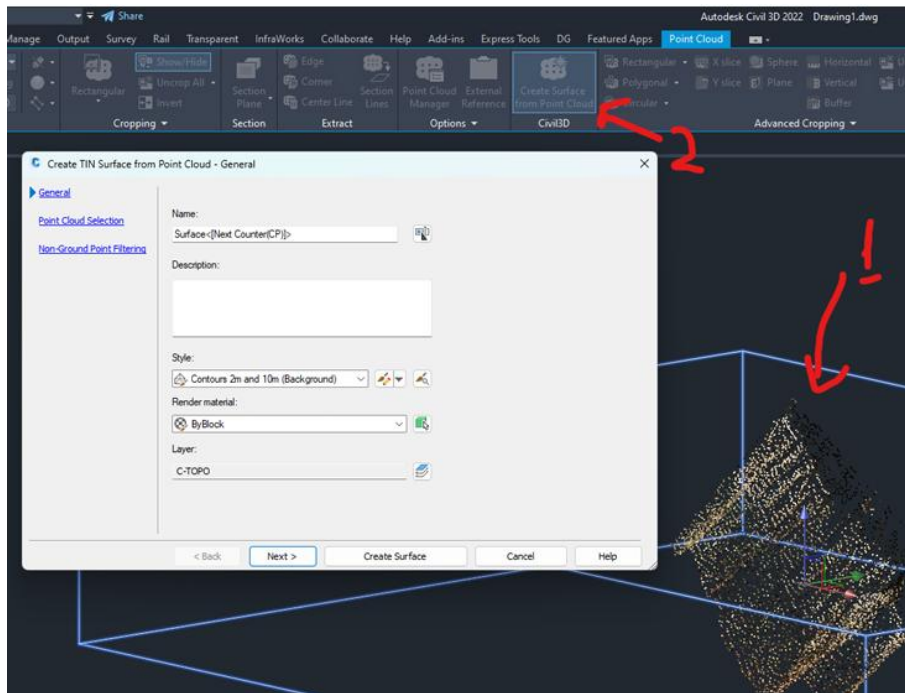 Share
Autodesk Civil 3D 2022 Drawing1.dwg
Manage Output Survey Rail Transparent InfraWorks Collaborate Help Add-ins Express Tools DG Featured Apps Point Cloud
Rectangular
Show/Hide
Uncrop All
Invert
Section Plane
Edge
Corner
Center Line
Section Lines
Point Cloud Manager
External Reference
Create Surface from Point Cloud
Rectangular
Polygonal
Circular
X slice
Y slice
Sphere
Plane
Horizontal
Vertical
Buffer
Cropping Section Extract Options Civil3D Advanced Cropping
2
Create TIN Surface from Point Cloud - General
General
Point Cloud Selection
Non-Ground Point Filtering
Name:
Surface<[Next Counter(CP)]>
Description:
Style:
Contours 2m and 10m (Background)
Render material:
ByBlock
Layer:
C-TOPO
< Back Next > Create Surface Cancel Help
1